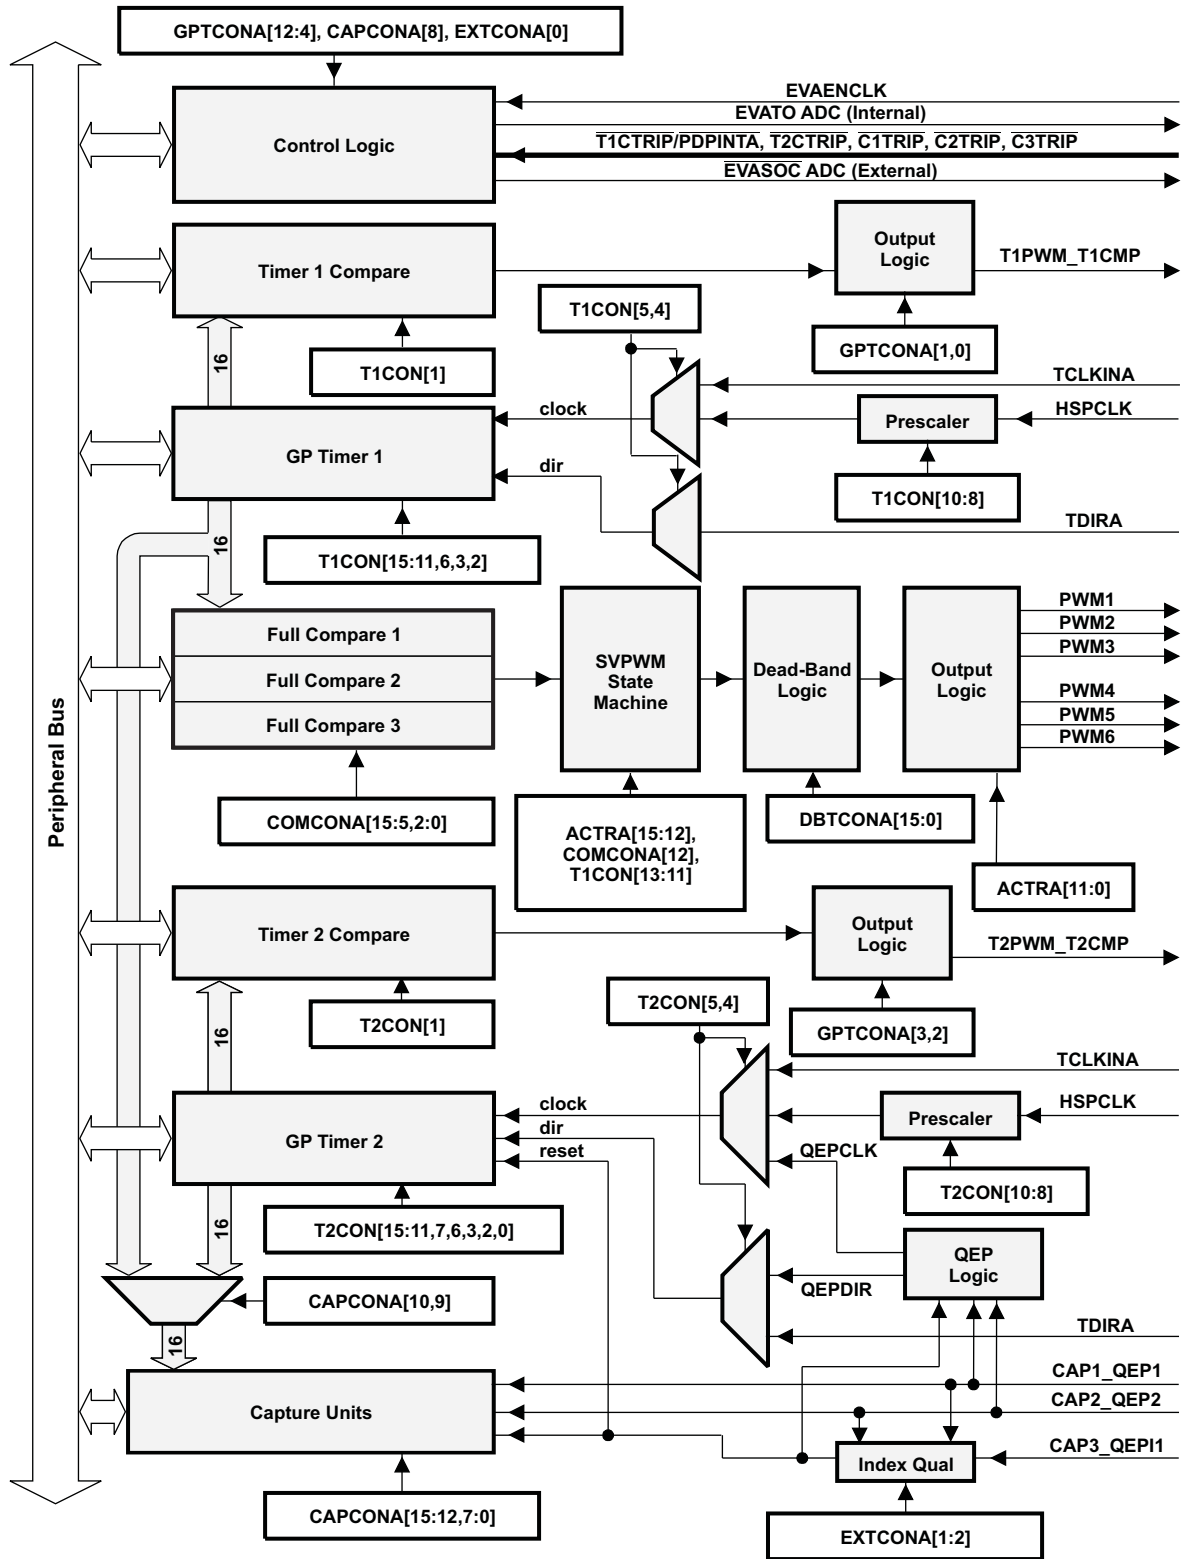 GPTCONA[12:4], CAPCONA[8], EXTCONA[0]
Control Logic
EVAENCLK
EVATO ADC (Internal)
T1CTRIP/PDPINTA, T2CTRIP, C1TRIP, C2TRIP, C3TRIP
EVASOC ADC (External)
Timer 1 Compare
Output
Logic
T1PWM_T1CMP
T1CON[5,4]
GPTCONA[1,0]
16
T1CON[1]
TCLKINA
clock
HSPCLK
Prescaler
GP Timer 1
dir
T1CON[10:8]
TDIRA
16
T1CON[15:11,6,3,2]
Full Compare 1
Full Compare 2
Full Compare 3
SVPWM
State
Machine
Dead-Band
Logic
Output
Logic
PWM1
PWM2
PWM3
PWM4
PWM5
PWM6
Peripheral Bus
COMCONA[15:5,2:0]
ACTRA[15:12],
COMCONA[12],
T1CON[13:11]
DBTCONA[15:0]
ACTRA[11:0]
Timer 2 Compare
Output
Logic
T2PWM_T2CMP
T2CON[5,4]
T2CON[1]
GPTCONA[3,2]
16
TCLKINA
clock
HSPCLK
Prescaler
dir
GP Timer 2
reset
QEPCLK
T2CON[10:8]
16
T2CON[15:11,7,6,3,2,0]
QEP
Logic
QEPDIR
CAPCONA[10,9]
TDIRA
16
CAP1_QEP1
CAP2_QEP2
Capture Units
CAP3_QEPI1
Index Qual
CAPCONA[15:12,7:0]
EXTCONA[1:2]